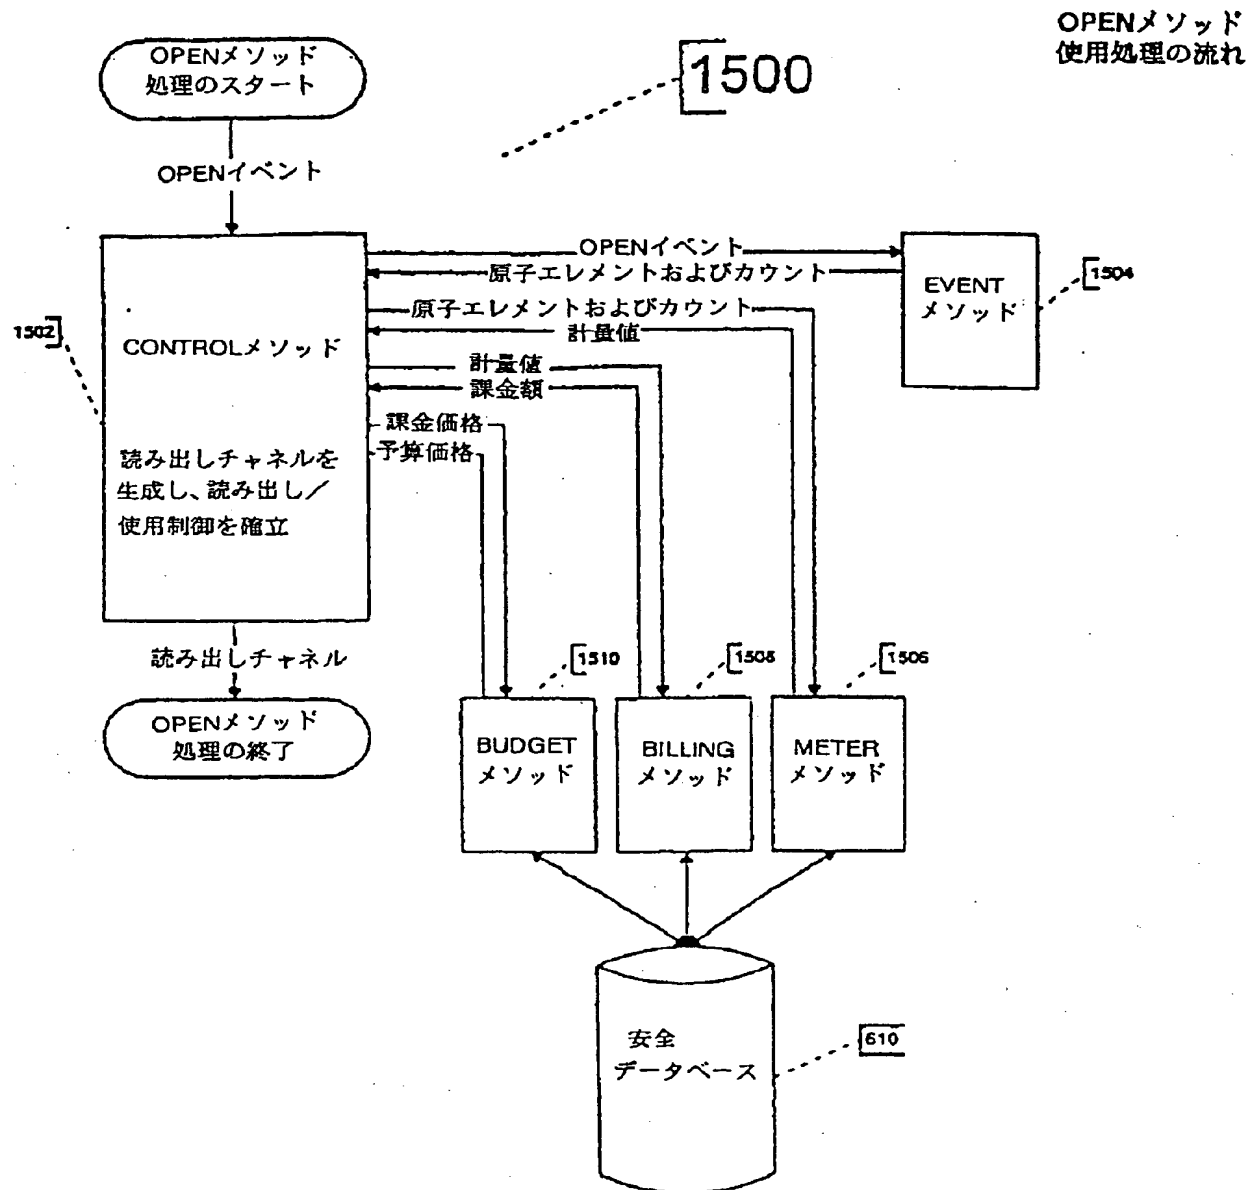 OPENメソッド
使用処理の流れ
OPENメソッド
処理のスタート
1500
OPENイベント
OPENイベント
原子エレメントおよびカウント
EVENT
メソッド
1504
原子エレメントおよびカウント
計量値
1502
CONTROLメソッド
計量値
課金額
課金価格
予算価格
読み出しチャネルを
生成し、読み出し/
使用制御を確立
読み出しチャネル
1510
1508
1506
OPENメソッド
処理の終了
BUDGET
メソッド
BILLING
メソッド
METER
メソッド
安全
データベース
610